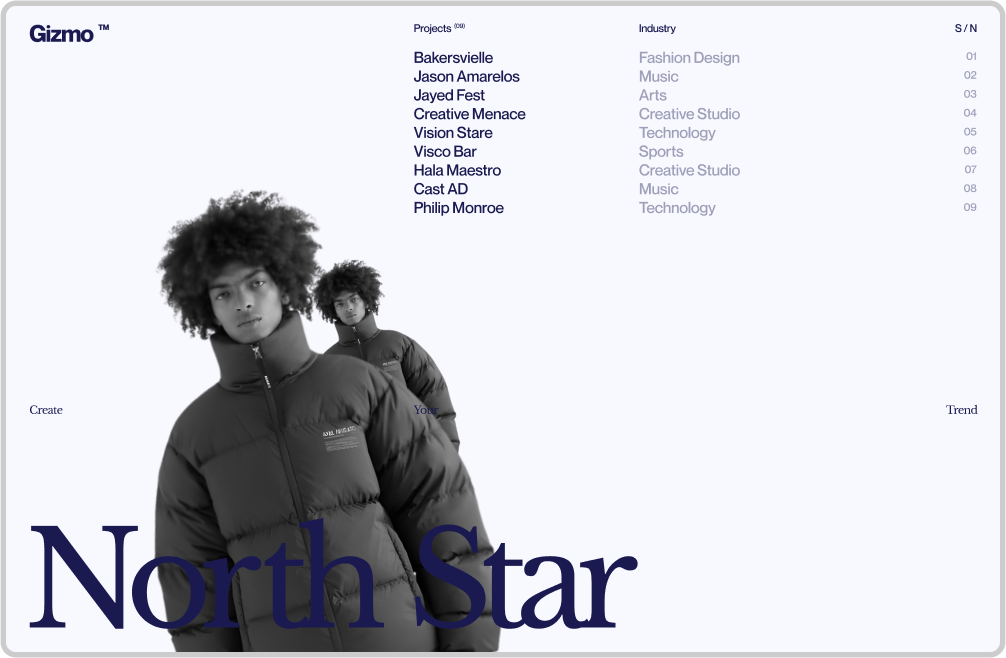 Gizmo ™
Projects (09) Industry S / N
Bakersvielle Fashion Design 01
Jason Amarelos Music 02
Jayed Fest Arts 03
Creative Menace Creative Studio 04
Vision Stare Technology 05
Visco Bar Sports 06
Hala Maestro Creative Studio 07
Cast AD Music 08
Philip Monroe Technology 09
Create Your Trend
North Star